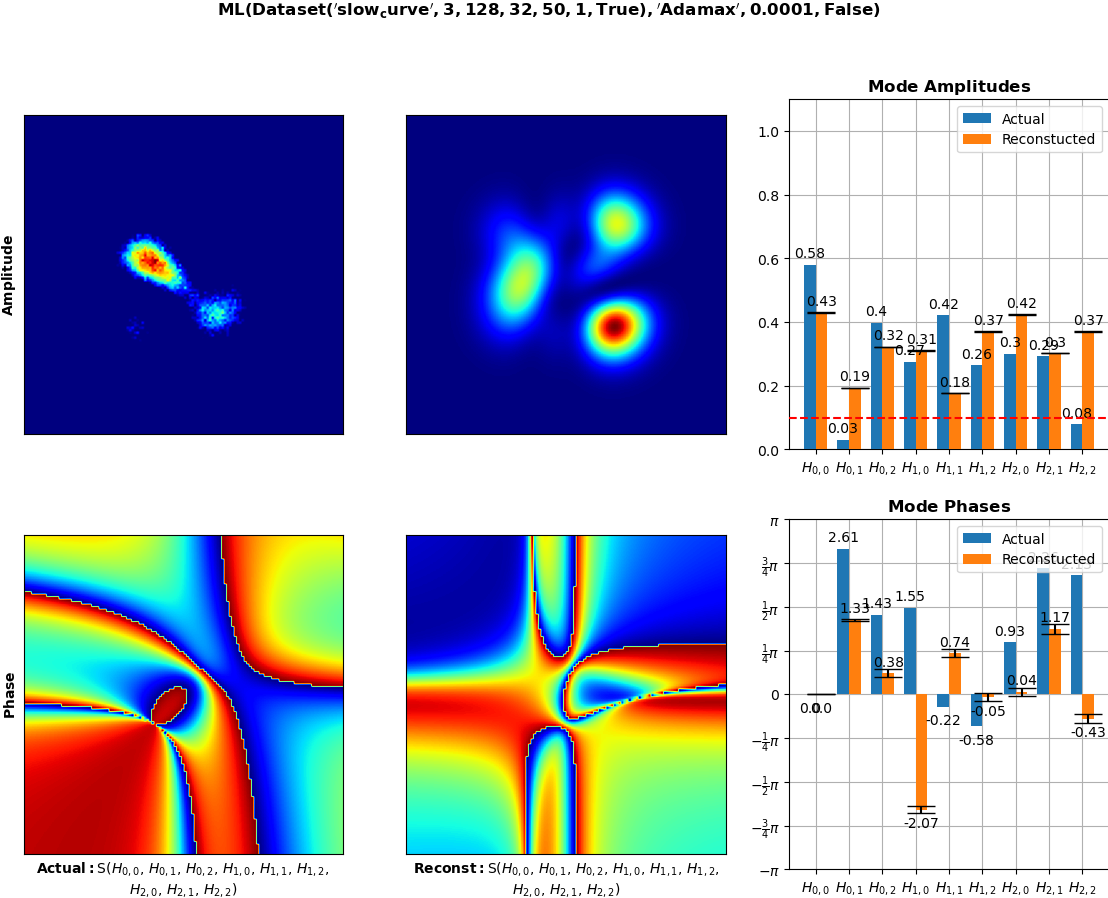 ML(Dataset('slow_curve', 3, 128, 32, 50, 1, True), 'Adamax', 0.0001, False)
Amplitude
Mode Amplitudes
Actual
Reconstucted
1.0
0.8
0.6
0.4
0.2
0.0
0.58
0.43
0.03
0.19
0.4
0.32
0.27
0.31
0.42
0.18
0.26
0.37
0.3
0.42
0.29
0.3
0.08
0.37
H0,0 H0,1 H0,2 H1,0 H1,1 H1,2 H2,0 H2,1 H2,2
Phase
Mode Phases
Actual
Reconstucted
π
3/4π
1/2π
1/4π
0
−1/4π
−1/2π
−3/4π
−π
0.0
2.61
1.33
1.43
0.38
1.55
-2.07
-0.22
0.74
-0.58
-0.05
0.93
0.04
1.17
-0.43
H0,0 H0,1 H0,2 H1,0 H1,1 H1,2 H2,0 H2,1 H2,2
Actual: S(H0,0, H0,1, H0,2, H1,0, H1,1, H1,2,
H2,0, H2,1, H2,2)
Reconst: S(H0,0, H0,1, H0,2, H1,0, H1,1, H1,2,
H2,0, H2,1, H2,2)